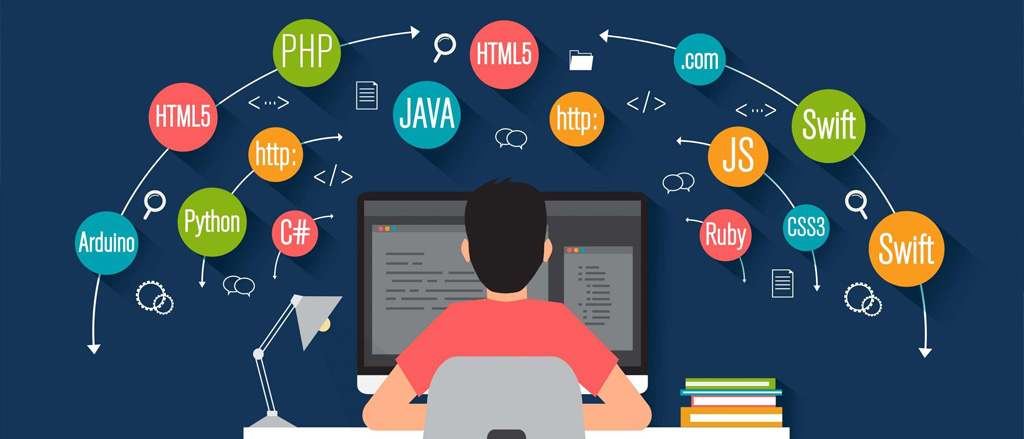 PHP
HTML5
.com
HTML5
JAVA
http:
Swift
http:
JS
Arduino
Python
C#
Ruby
CSS3
Swift